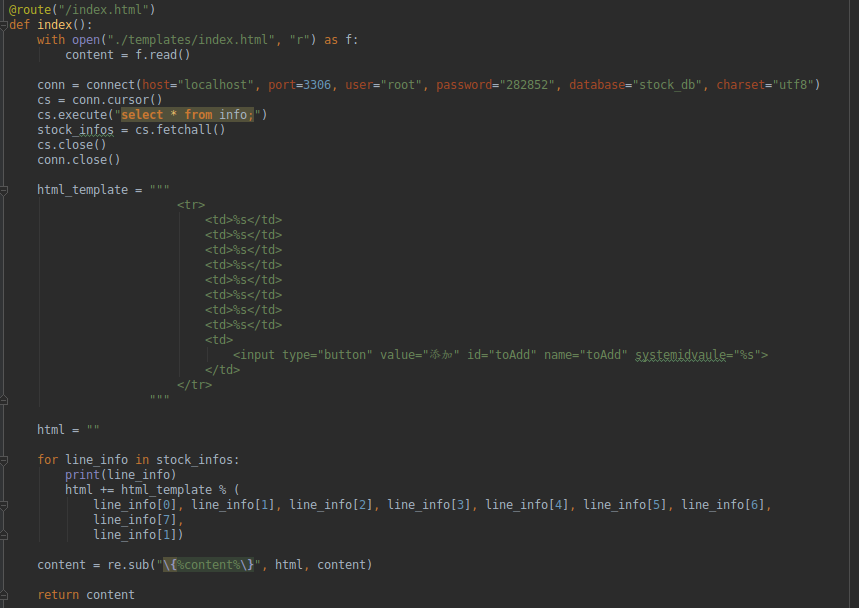 @route("/index.html")
def index():
    with open("./templates/index.html", "r") as f:
        content = f.read()
    conn = connect(host="localhost", port=3306, user="root", password="282852", database="stock_db", charset="utf8")
    cs = conn.cursor()
    cs.execute("select * from info;")
    stock_infos = cs.fetchall()
    cs.close()
    conn.close()
    html_template = """
                        <tr>
                            <td>%s</td>
                            <td>%s</td>
                            <td>%s</td>
                            <td>%s</td>
                            <td>%s</td>
                            <td>%s</td>
                            <td>%s</td>
                            <td>%s</td>
                            <td>
                                <input type="button" value="添加" id="toAdd" name="toAdd" systemidvaule="%s">
                            </td>
                        </tr>
                    """
    html = ""
    for line_info in stock_infos:
        print(line_info)
        html += html_template % (
            line_info[0], line_info[1], line_info[2], line_info[3], line_info[4], line_info[5], line_info[6],
            line_info[7],
            line_info[1])
    content = re.sub("\{%content%\}", html, content)
    return content